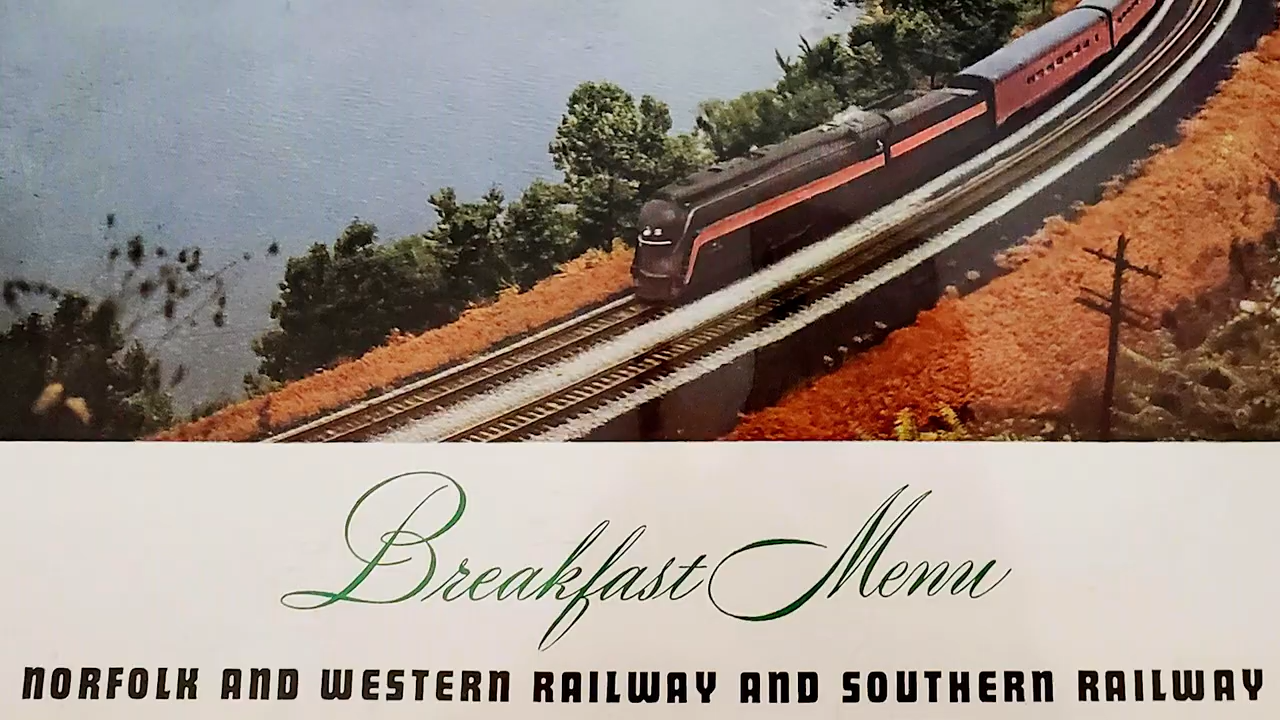 Breakfast Menu
NORFOLK AND WESTERN RAILWAY AND SOUTHERN RAILWAY